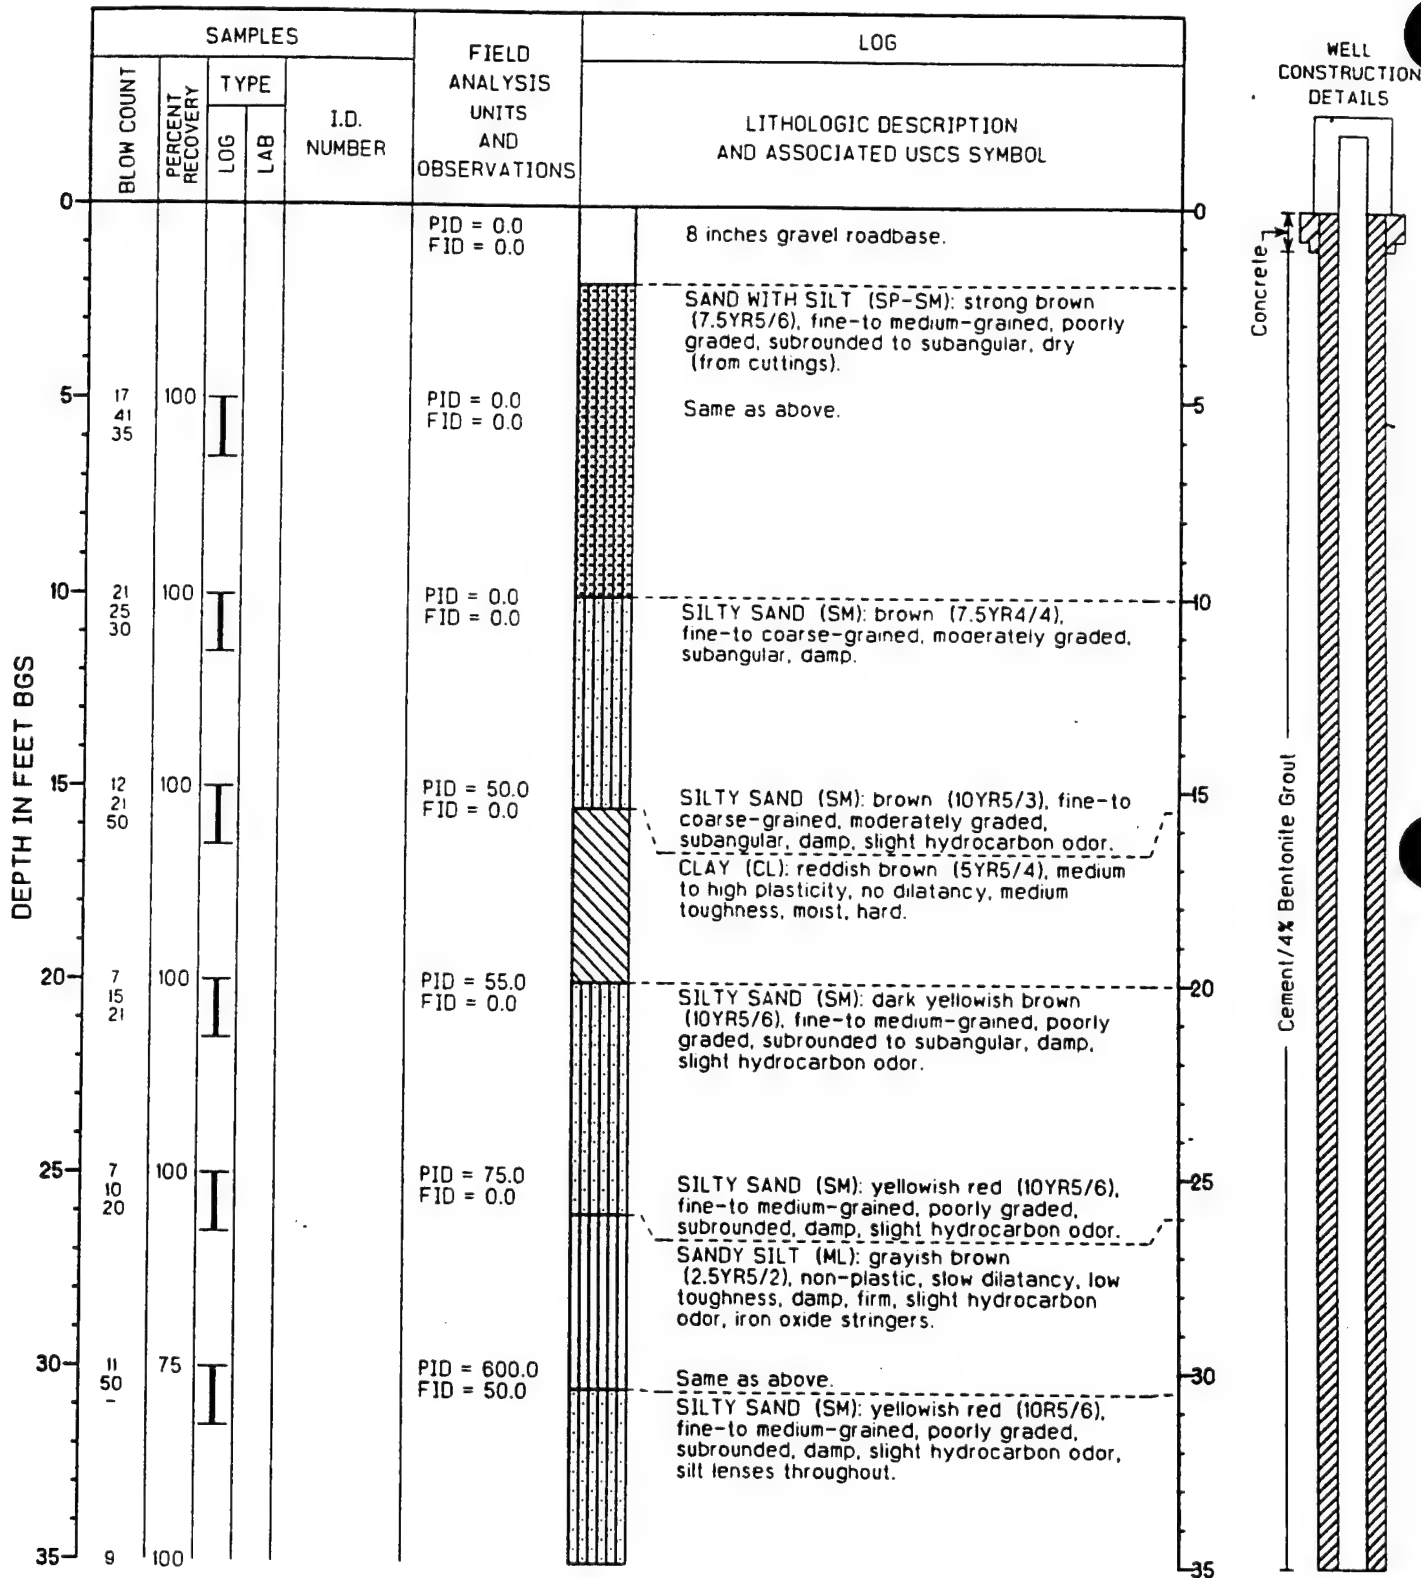 SAMPLES
BLOW COUNT
PERCENT RECOVERY
TYPE
LOG
LAB
I.D.
NUMBER
FIELD
ANALYSIS
UNITS
AND
OBSERVATIONS
LOG
LITHOLOGIC DESCRIPTION
AND ASSOCIATED USCS SYMBOL
WELL
CONSTRUCTION
DETAILS
DEPTH IN FEET BGS
0
PID = 0.0
FID = 0.0
8 inches gravel roadbase.
0
Concrete
SAND WITH SILT (SP-SM): strong brown
(7.5YR5/6), fine-to medium-grained, poorly
graded, subrounded to subangular, dry
(from cuttings).
5
17
41
35
100
PID = 0.0
FID = 0.0
Same as above.
5
10
21
25
30
100
PID = 0.0
FID = 0.0
SILTY SAND (SM): brown (7.5YR4/4),
fine-to coarse-grained, moderately graded,
subangular, damp.
10
15
12
21
50
100
PID = 50.0
FID = 0.0
SILTY SAND (SM): brown (10YR5/3), fine-to
coarse-grained, moderately graded,
subangular, damp, slight hydrocarbon odor.
15
CLAY (CL): reddish brown (5YR5/4), medium
to high plasticity, no dilatancy, medium
toughness, moist, hard.
Cement/4% Bentonite Grout
20
7
15
21
100
PID = 55.0
FID = 0.0
SILTY SAND (SM): dark yellowish brown
(10YR5/6), fine-to medium-grained, poorly
graded, subrounded to subangular, damp,
slight hydrocarbon odor.
20
25
7
10
20
100
PID = 75.0
FID = 0.0
SILTY SAND (SM): yellowish red (10YR5/6),
fine-to medium-grained, poorly graded,
subrounded, damp, slight hydrocarbon odor.
25
SANDY SILT (ML): grayish brown
(2.5YR5/2), non-plastic, slow dilatancy, low
toughness, damp, firm, slight hydrocarbon
odor, iron oxide stringers.
30
11
50
-
75
PID = 600.0
FID = 50.0
Same as above.
30
SILTY SAND (SM): yellowish red (10R5/6),
fine-to medium-grained, poorly graded,
subrounded, damp, slight hydrocarbon odor,
silt lenses throughout.
35
9
100
35